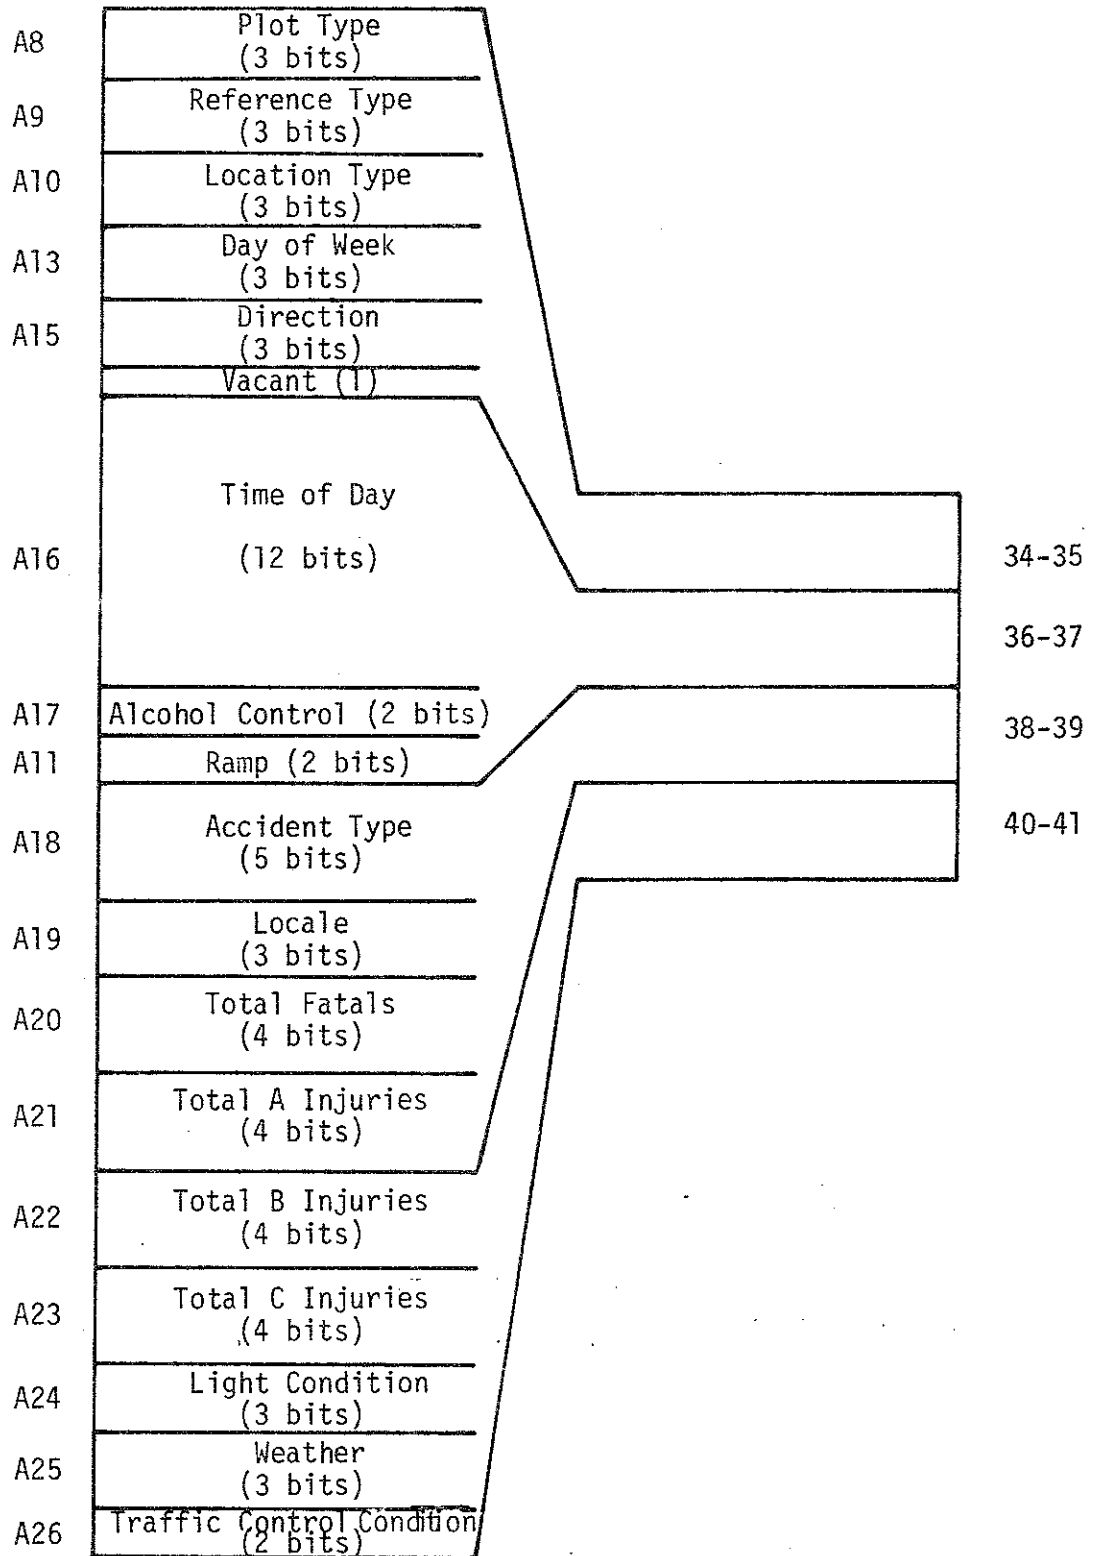 A8
Plot Type
(3 bits)
A9
Reference Type
(3 bits)
A10
Location Type
(3 bits)
A13
Day of Week
(3 bits)
A15
Direction
(3 bits)
Vacant (1)
Time of Day
A16
(12 bits)
A17
Alcohol Control (2 bits)
A11
Ramp (2 bits)
A18
Accident Type
(5 bits)
A19
Locale
(3 bits)
A20
Total Fatals
(4 bits)
A21
Total A Injuries
(4 bits)
A22
Total B Injuries
(4 bits)
A23
Total C Injuries
(4 bits)
A24
Light Condition
(3 bits)
A25
Weather
(3 bits)
A26
Traffic Control Condition
(2 bits)
34-35
36-37
38-39
40-41